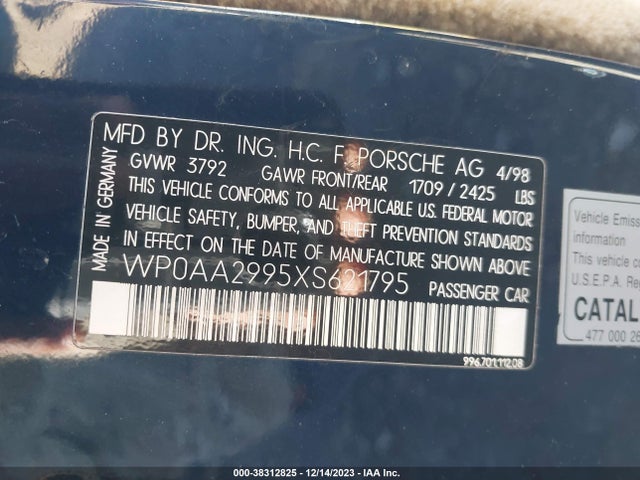 MFD BY DR. ING. H.C. F. PORSCHE AG 4/98
GVWR 3792 GAWR FRONT/REAR 1709 / 2425 LBS
THIS VEHICLE CONFORMS TO ALL APPLICABLE U.S. FEDERAL MOTOR
VEHICLE SAFETY, BUMPER, AND THEFT PREVENTION STANDARDS
IN EFFECT ON THE DATE OF MANUFACTURE SHOWN ABOVE
WP0AA2995XS621795 PASSENGER CAR
MADE IN GERMANY
996.701.112.08
Vehicle Emiss
information
This vehicle co
U.S.E.P.A. Re
CATAL
477 000 26
000-38312825 - 12/14/2023 - IAA Inc.